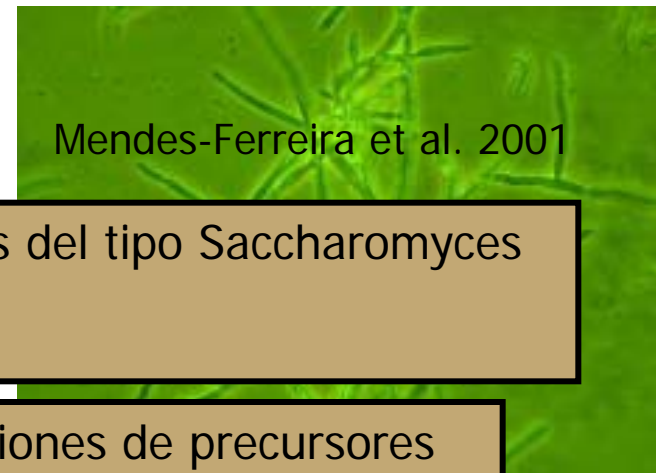 Mendes-Ferreira et al. 2001
s del tipo Saccharomyces
iones de precursores